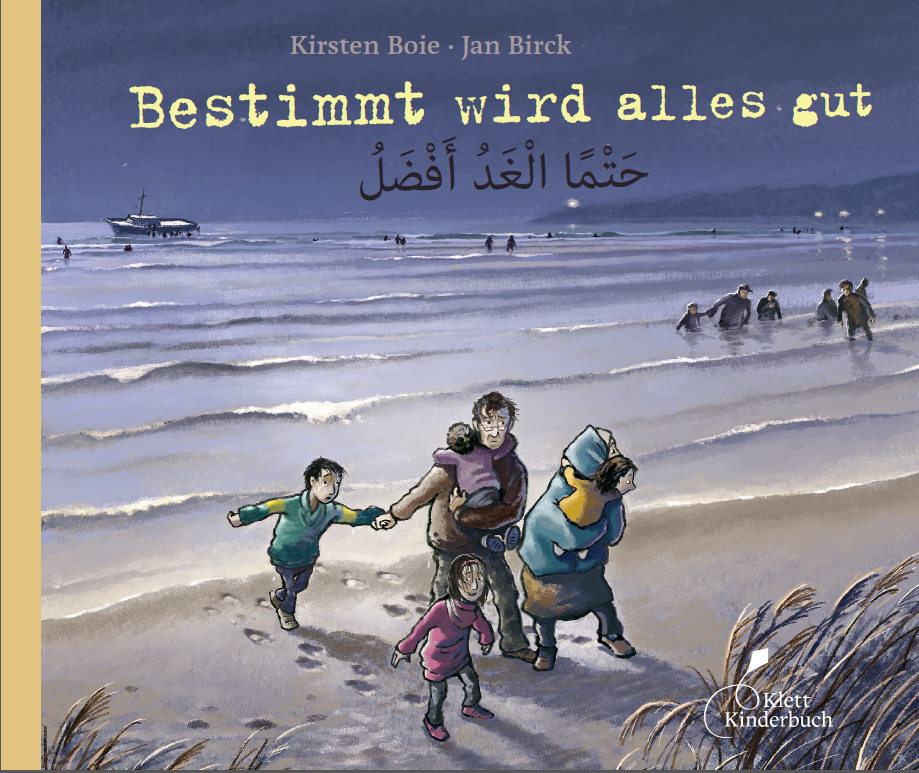 Kirsten Boie · Jan Birck
Bestimmt wird alles gut
حَتْمًا الْغَدُ أَفْضَلُ
Klett
Kinderbuch